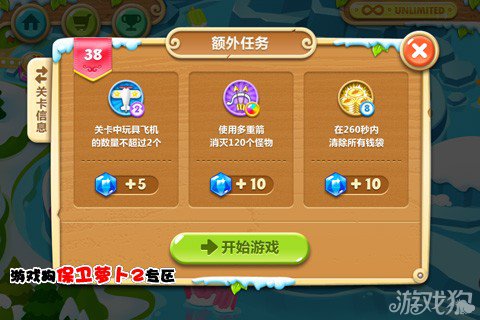 UNLIMITED
额外任务
38
关卡信息
2
8
关卡中玩具飞机
的数量不超过2个
使用多重箭
消灭120个怪物
在260秒内
清除所有钱袋
+5
+10
+10
开始游戏
游戏狗保卫萝卜2专区
游戏狗